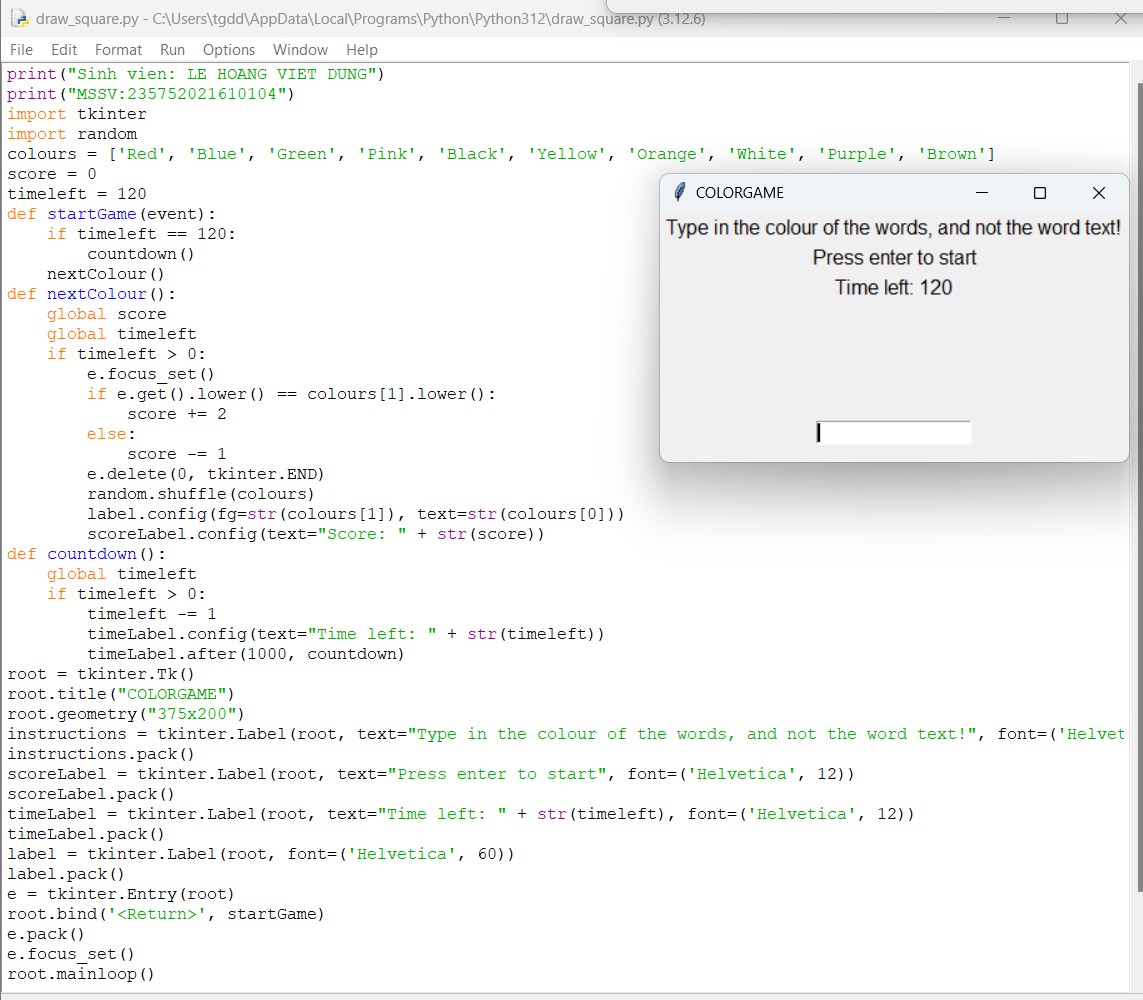 draw_square.py - C:\Users\tgdd\AppData\Local\Programs\Python\Python312\draw_square.py (3.12.6)
File Edit Format Run Options Window Help
print("Sinh vien: LE HOANG VIET DUNG")
print("MSSV:235752021610104")
import tkinter
import random
colours = ['Red', 'Blue', 'Green', 'Pink', 'Black', 'Yellow', 'Orange', 'White', 'Purple', 'Brown']
score = 0
timeleft = 120
def startGame(event):
    if timeleft == 120:
        countdown()
    nextColour()
def nextColour():
    global score
    global timeleft
    if timeleft > 0:
        e.focus_set()
        if e.get().lower() == colours[1].lower():
            score += 2
        else:
            score -= 1
        e.delete(0, tkinter.END)
        random.shuffle(colours)
        label.config(fg=str(colours[1]), text=str(colours[0]))
        scoreLabel.config(text="Score: " + str(score))
def countdown():
    global timeleft
    if timeleft > 0:
        timeleft -= 1
        timeLabel.config(text="Time left: " + str(timeleft))
        timeLabel.after(1000, countdown)
root = tkinter.Tk()
root.title("COLORGAME")
root.geometry("375x200")
instructions = tkinter.Label(root, text="Type in the colour of the words, and not the word text!", font=('Helvet
instructions.pack()
scoreLabel = tkinter.Label(root, text="Press enter to start", font=('Helvetica', 12))
scoreLabel.pack()
timeLabel = tkinter.Label(root, text="Time left: " + str(timeleft), font=('Helvetica', 12))
timeLabel.pack()
label = tkinter.Label(root, font=('Helvetica', 60))
label.pack()
e = tkinter.Entry(root)
root.bind('<Return>', startGame)
e.pack()
e.focus_set()
root.mainloop()
COLORGAME
Type in the colour of the words, and not the word text!
Press enter to start
Time left: 120